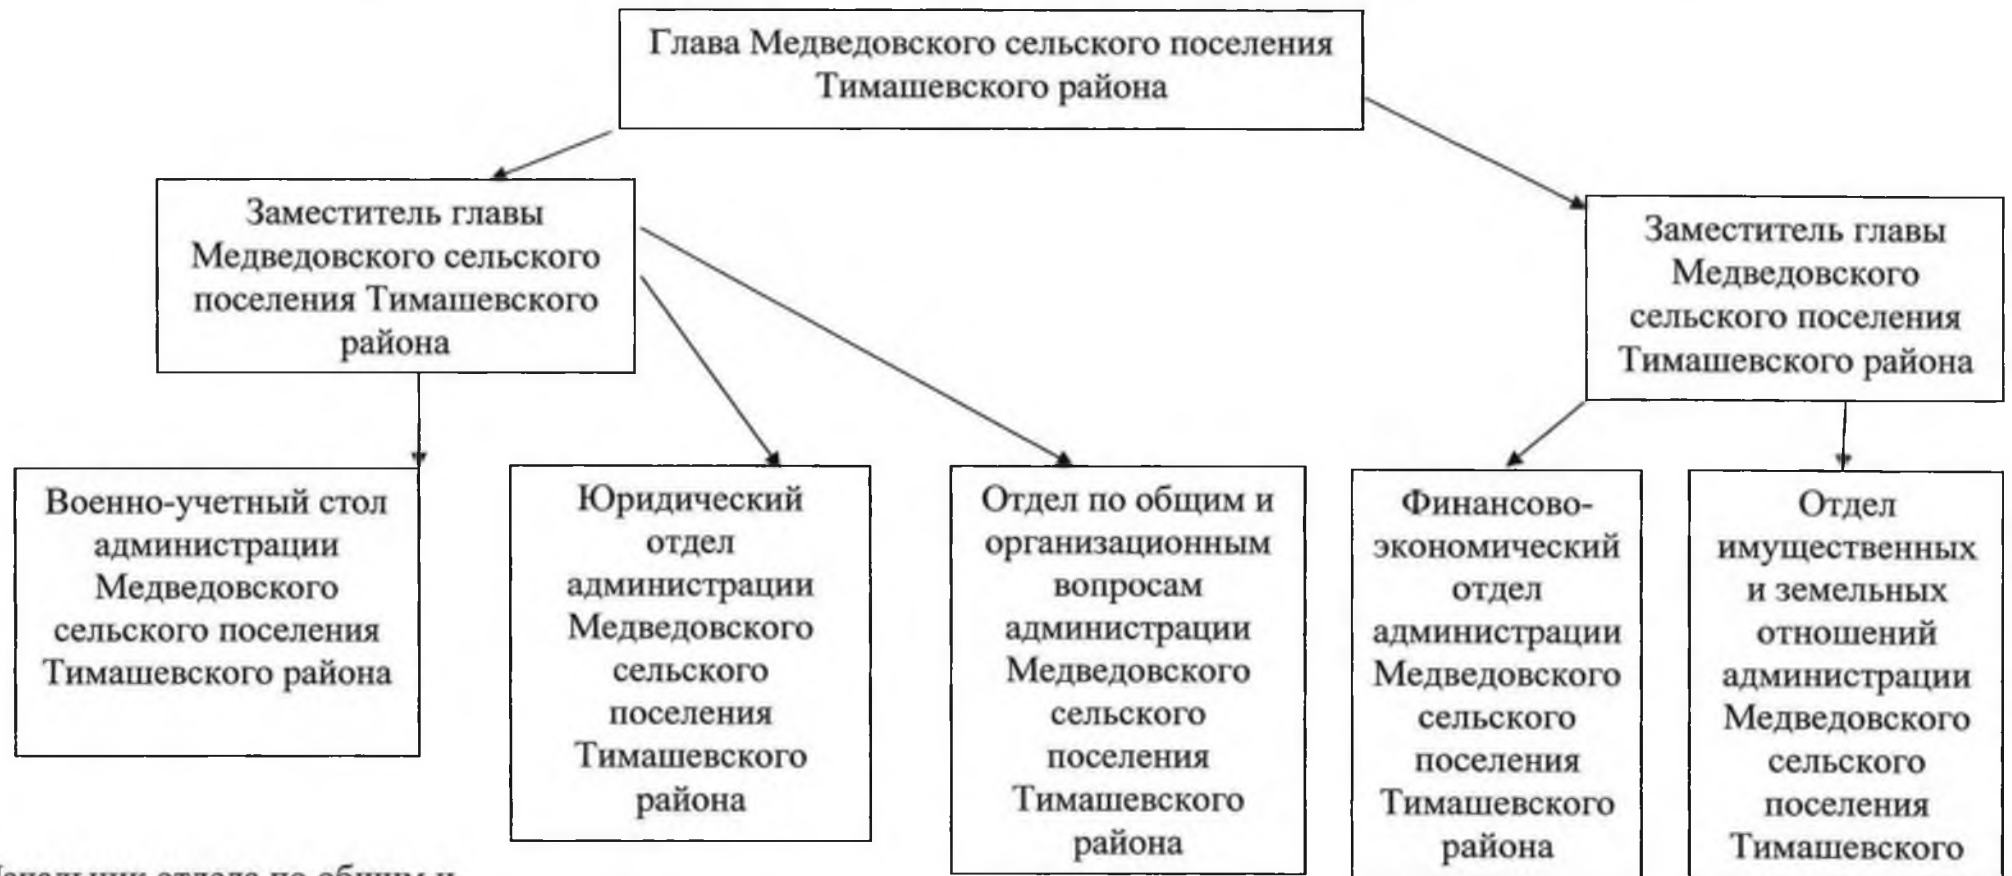 Глава Медведовского сельского поселения
Тимашевского района
Заместитель главы
Медведовского сельского
поселения Тимашевского
района
Заместитель главы
Медведовского
сельского поселения
Тимашевского района
Военно-учетный стол
администрации
Медведовского
сельского поселения
Тимашевского района
Юридический
отдел
администрации
Медведовского
сельского
поселения
Тимашевского
района
Отдел по общим и
организационным
вопросам
администрации
Медведовского
сельского
поселения
Тимашевского
района
Финансово-
экономический
отдел
администрации
Медведовского
сельского
поселения
Тимашевского
района
Отдел
имущественных
и земельных
отношений
администрации
Медведовского
сельского
поселения
Тимашевского
отдела по общим и